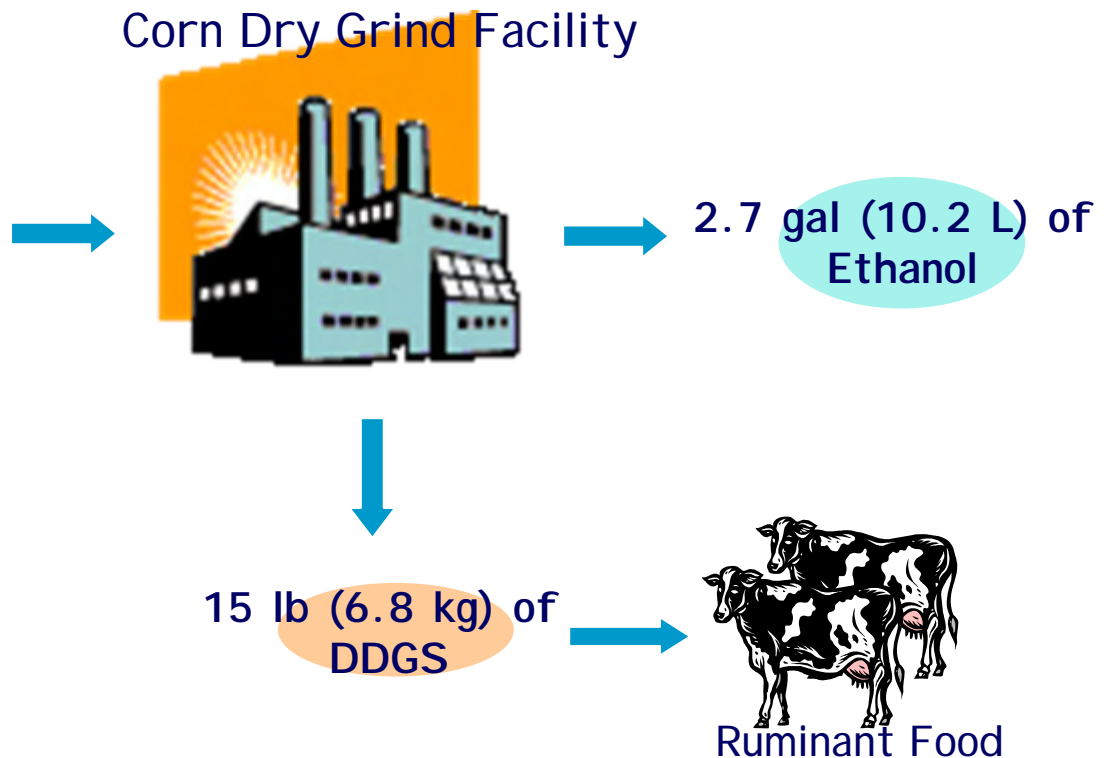 Corn Dry Grind Facility
2.7 gal (10.2 L) of
Ethanol
15 lb (6.8 kg) of
DDGS
Ruminant Food